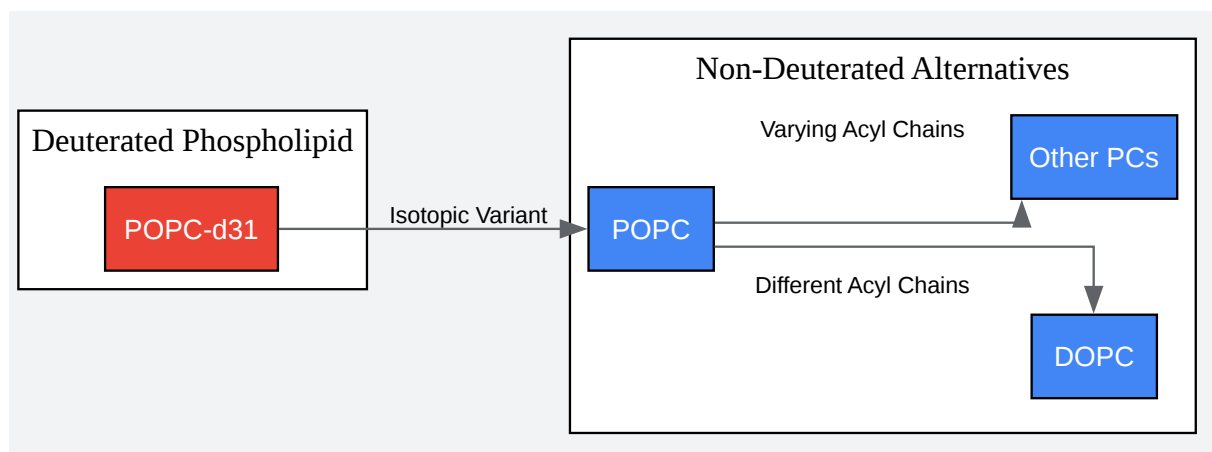 Deuterated Phospholipid
POPC-d31
Isotopic Variant
Non-Deuterated Alternatives
Varying Acyl Chains
Other PCs
POPC
Different Acyl Chains
DOPC